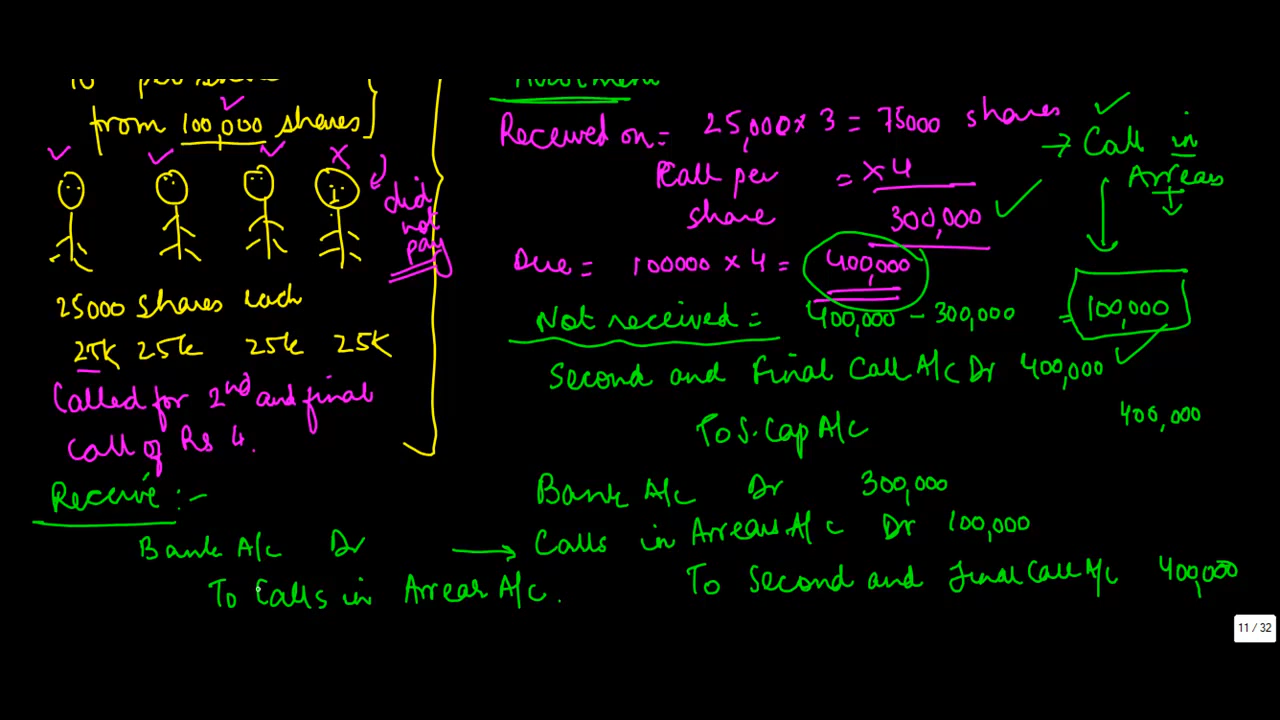 from 100,000 shares
did
not
pay
25000 shares each
25k 25k 25k 25K
Called for 2nd and final
call of Rs 4.
Receive :-
Bank A/c Dr
To Calls in Arrear A/c.
Received on = 25,000 x 3 = 75000 shares
Call per = x 4
share 300,000
Due = 100000 x 4 = 400,000
Not received = 400,000 - 300,000 = 100,000
→ Call in
Arrears
Second and Final Call A/c Dr 400,000
To S. Cap A/c 400,000
Bank A/c Dr 300,000
Calls in Arrears A/c Dr 100,000
To Second and Final Call A/c 400,000
11 / 32